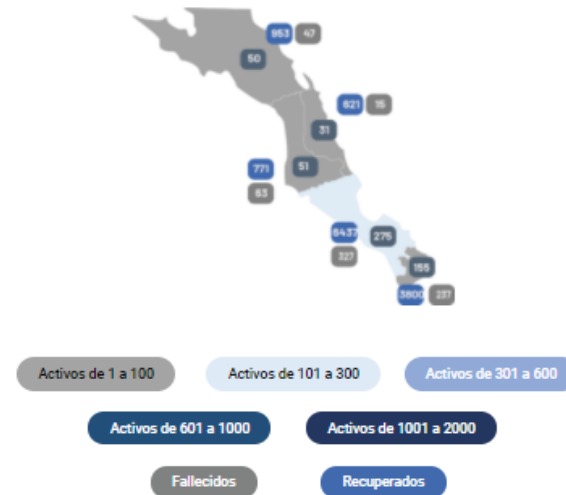 953 47
50
621 15
31
771
51
63
6437
275
327
155
3800 237
Activos de 1 a 100
Activos de 101 a 300
Activos de 301 a 600
Activos de 601 a 1000
Activos de 1001 a 2000
Fallecidos
Recuperados